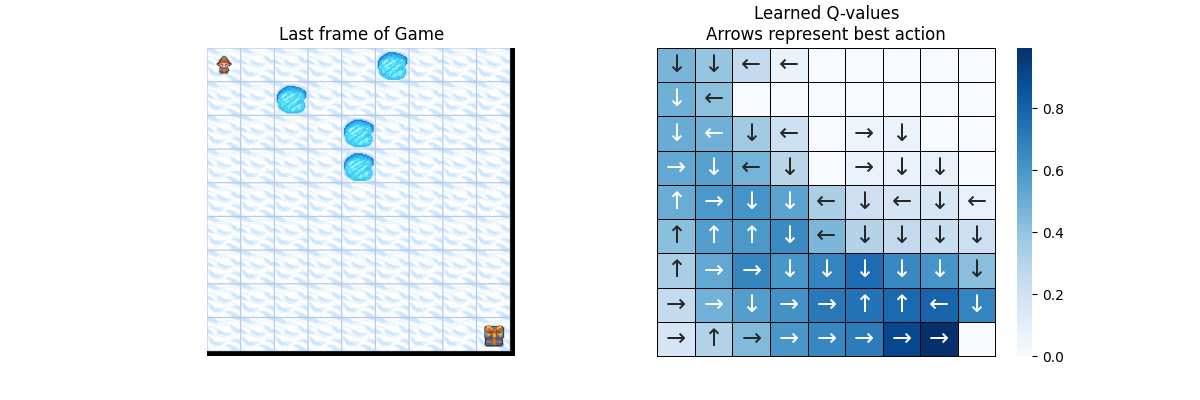 Last frame of Game
Learned Q-values
Arrows represent best action
↓ ↓ ← ←
↓ ←
↓ ← ↓ ← → ↓
→ ↓ ← ↓ → ↓ ↓
↑ → ↓ ↓ ← ↓ ← ↓ ←
↑ ↑ ↑ ↓ ← ↓ ↓ ↓ ↓
↑ → → ↓ ↓ ↓ ↓ ↓ ↓
→ → ↓ → → ↑ ↑ ← ↓
→ ↑ → → → → → →
0.8
0.6
0.4
0.2
0.0